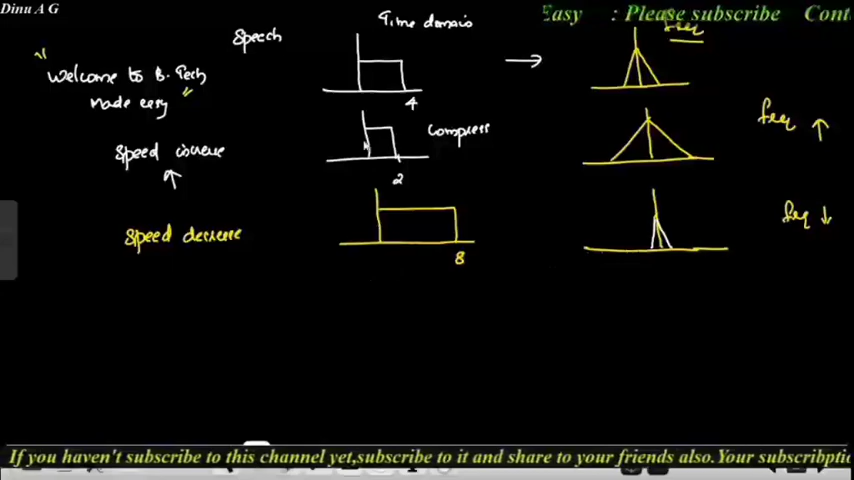 Dinu A G
Easy : Please subscribe Cont
Speech
Time domain
freq
"Welcome to B. Tech
made easy"
4
Speed increase
compress
2
freq ↑
Speed decrease
8
freq ↓
If you haven't subscribe to this channel yet,subscribe to it and share to your friends also.Your subscribptio